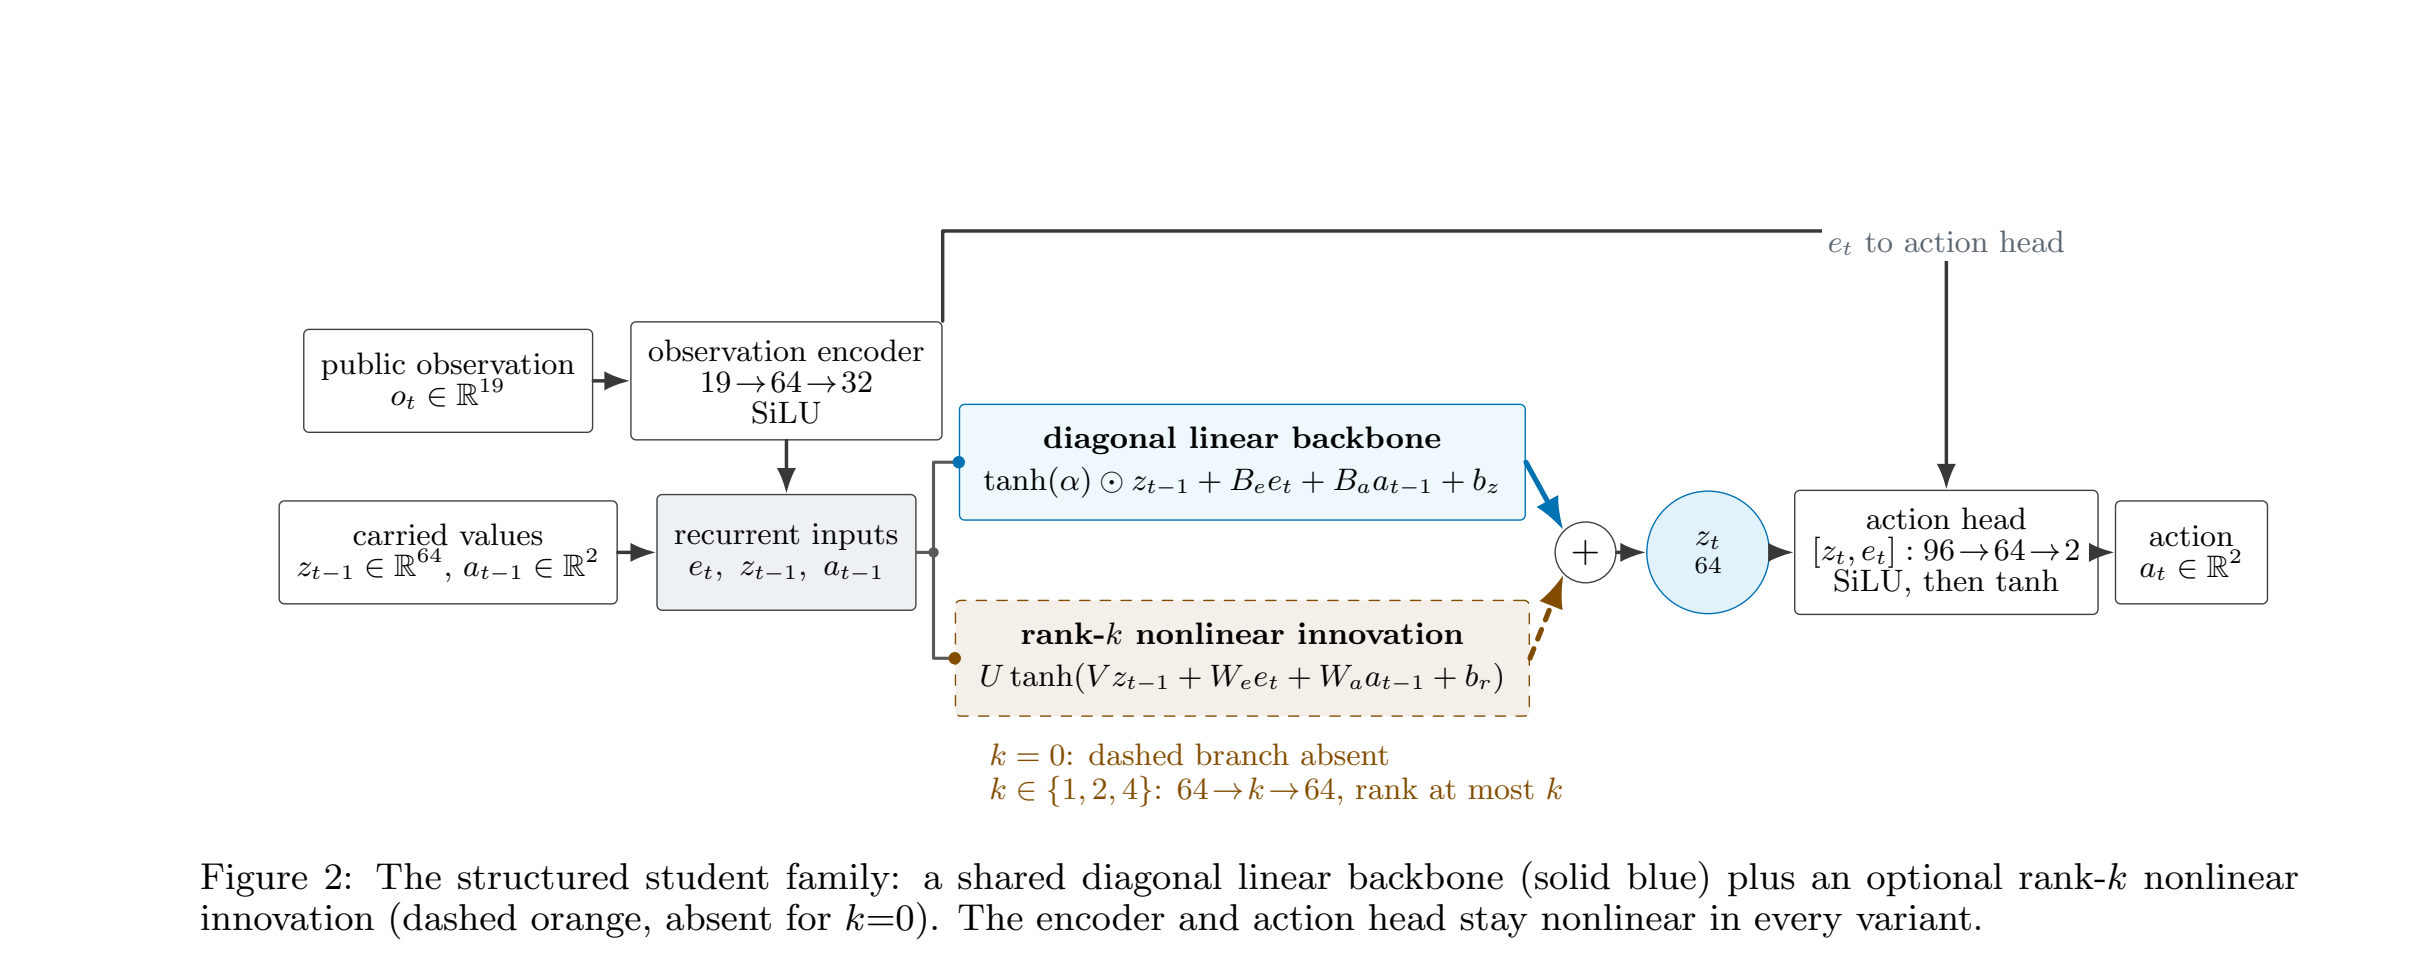 e_t to action head
public observation
o_t ∈ ℝ^19
observation encoder
19→64→32
SiLU
carried values
z_{t−1} ∈ ℝ^64, a_{t−1} ∈ ℝ^2
recurrent inputs
e_t, z_{t−1}, a_{t−1}
diagonal linear backbone
tanh(α) ⊙ z_{t−1} + B_e e_t + B_a a_{t−1} + b_z
rank-k nonlinear innovation
U tanh(V z_{t−1} + W_e e_t + W_a a_{t−1} + b_r)
k = 0: dashed branch absent
k ∈ {1, 2, 4}: 64→k→64, rank at most k
+
z_t
64
action head
[z_t, e_t] : 96→64→2
SiLU, then tanh
action
a_t ∈ ℝ^2
Figure 2: The structured student family: a shared diagonal linear backbone (solid blue) plus an optional rank-k nonlinear
innovation (dashed orange, absent for k=0). The encoder and action head stay nonlinear in every variant.